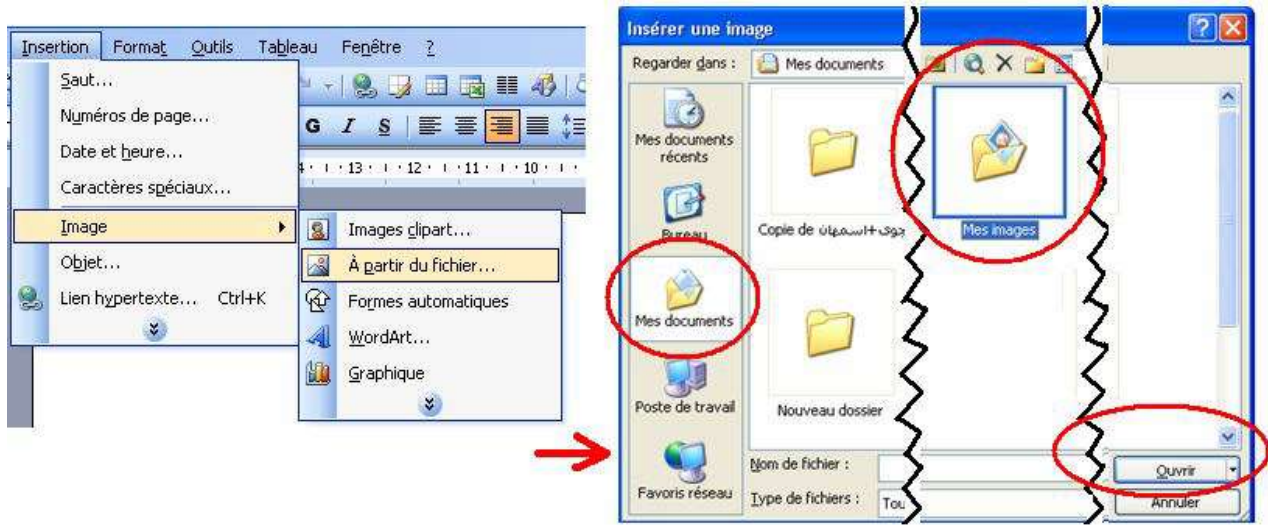 Insertion Format Outils Tableau Fenêtre ?
Saut...
Numéros de page...
Date et heure...
Caractères spéciaux...
Image
Objet...
Lien hypertexte... Ctrl+K
G I S
13 12 11 10
Images clipart...
À partir du fichier...
Formes automatiques
WordArt...
Graphique
Insérer une image
Regarder dans : Mes documents
Mes documents
récents
Bureau
Mes documents
Poste de travail
Favoris réseau
Copie de
Mes images
Nouveau dossier
Nom de fichier :
Ouvrir
Type de fichiers : Tou
Annuler